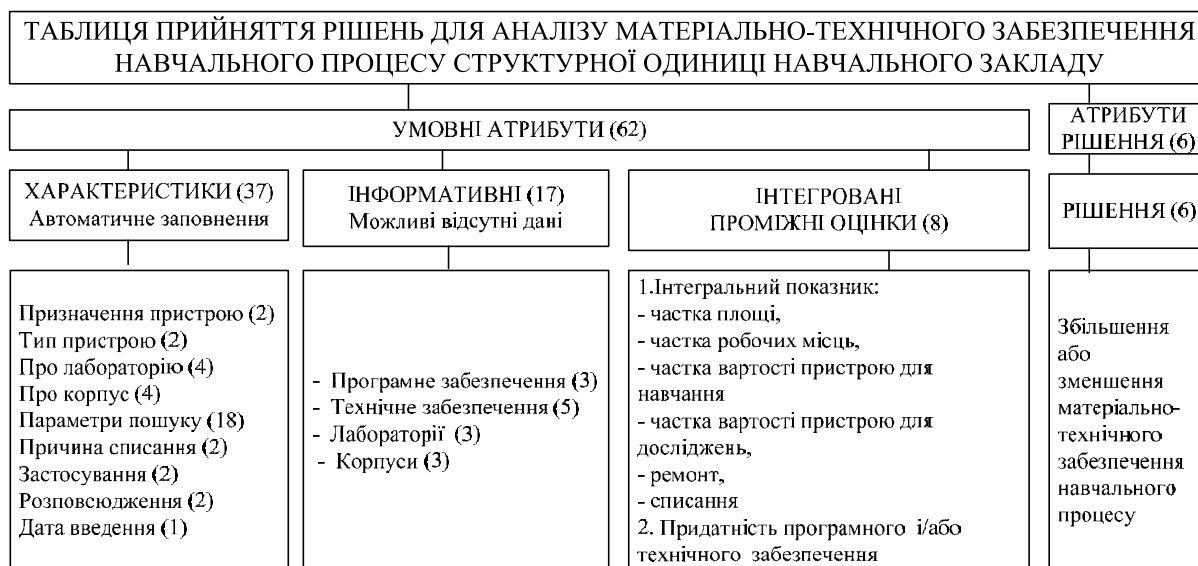 ТАБЛИЦЯ ПРИЙНЯТТЯ РІШЕНЬ ДЛЯ АНАЛІЗУ МАТЕРІАЛЬНО-ТЕХНІЧНОГО ЗАБЕЗПЕЧЕННЯ
НАВЧАЛЬНОГО ПРОЦЕСУ СТРУКТУРНОЇ ОДИНИЦІ НАВЧАЛЬНОГО ЗАКЛАДУ
УМОВНІ АТРИБУТИ (62)
АТРИБУТИ
РІШЕННЯ (6)
ХАРАКТЕРИСТИКИ (37)
Автоматичне заповнення
ІНФОРМАТИВНІ (17)
Можливі відсутні дані
ІНТЕГРОВАНІ
ПРОМІЖНІ ОЦІНКИ (8)
РІШЕННЯ (6)
Призначення пристрою (2)
Тип пристрою (2)
Про лабораторію (4)
Про корпус (4)
Параметри пошуку (18)
Причина списання (2)
Застосування (2)
Розповсюдження (2)
Дата введення (1)
- Програмне забезпечення (3)
- Технічне забезпечення (5)
- Лабораторії (3)
- Корпуси (3)
1.Інтегральний показник:
- частка площі,
- частка робочих місць,
- частка вартості пристрою для
навчання
- частка вартості пристрою для
досліджень,
- ремонт,
- списання
2. Придатність програмного і/або
технічного забезпечення
Збільшення
або
зменшення
матеріально-
технічного
забезпечення
навчального
процесу